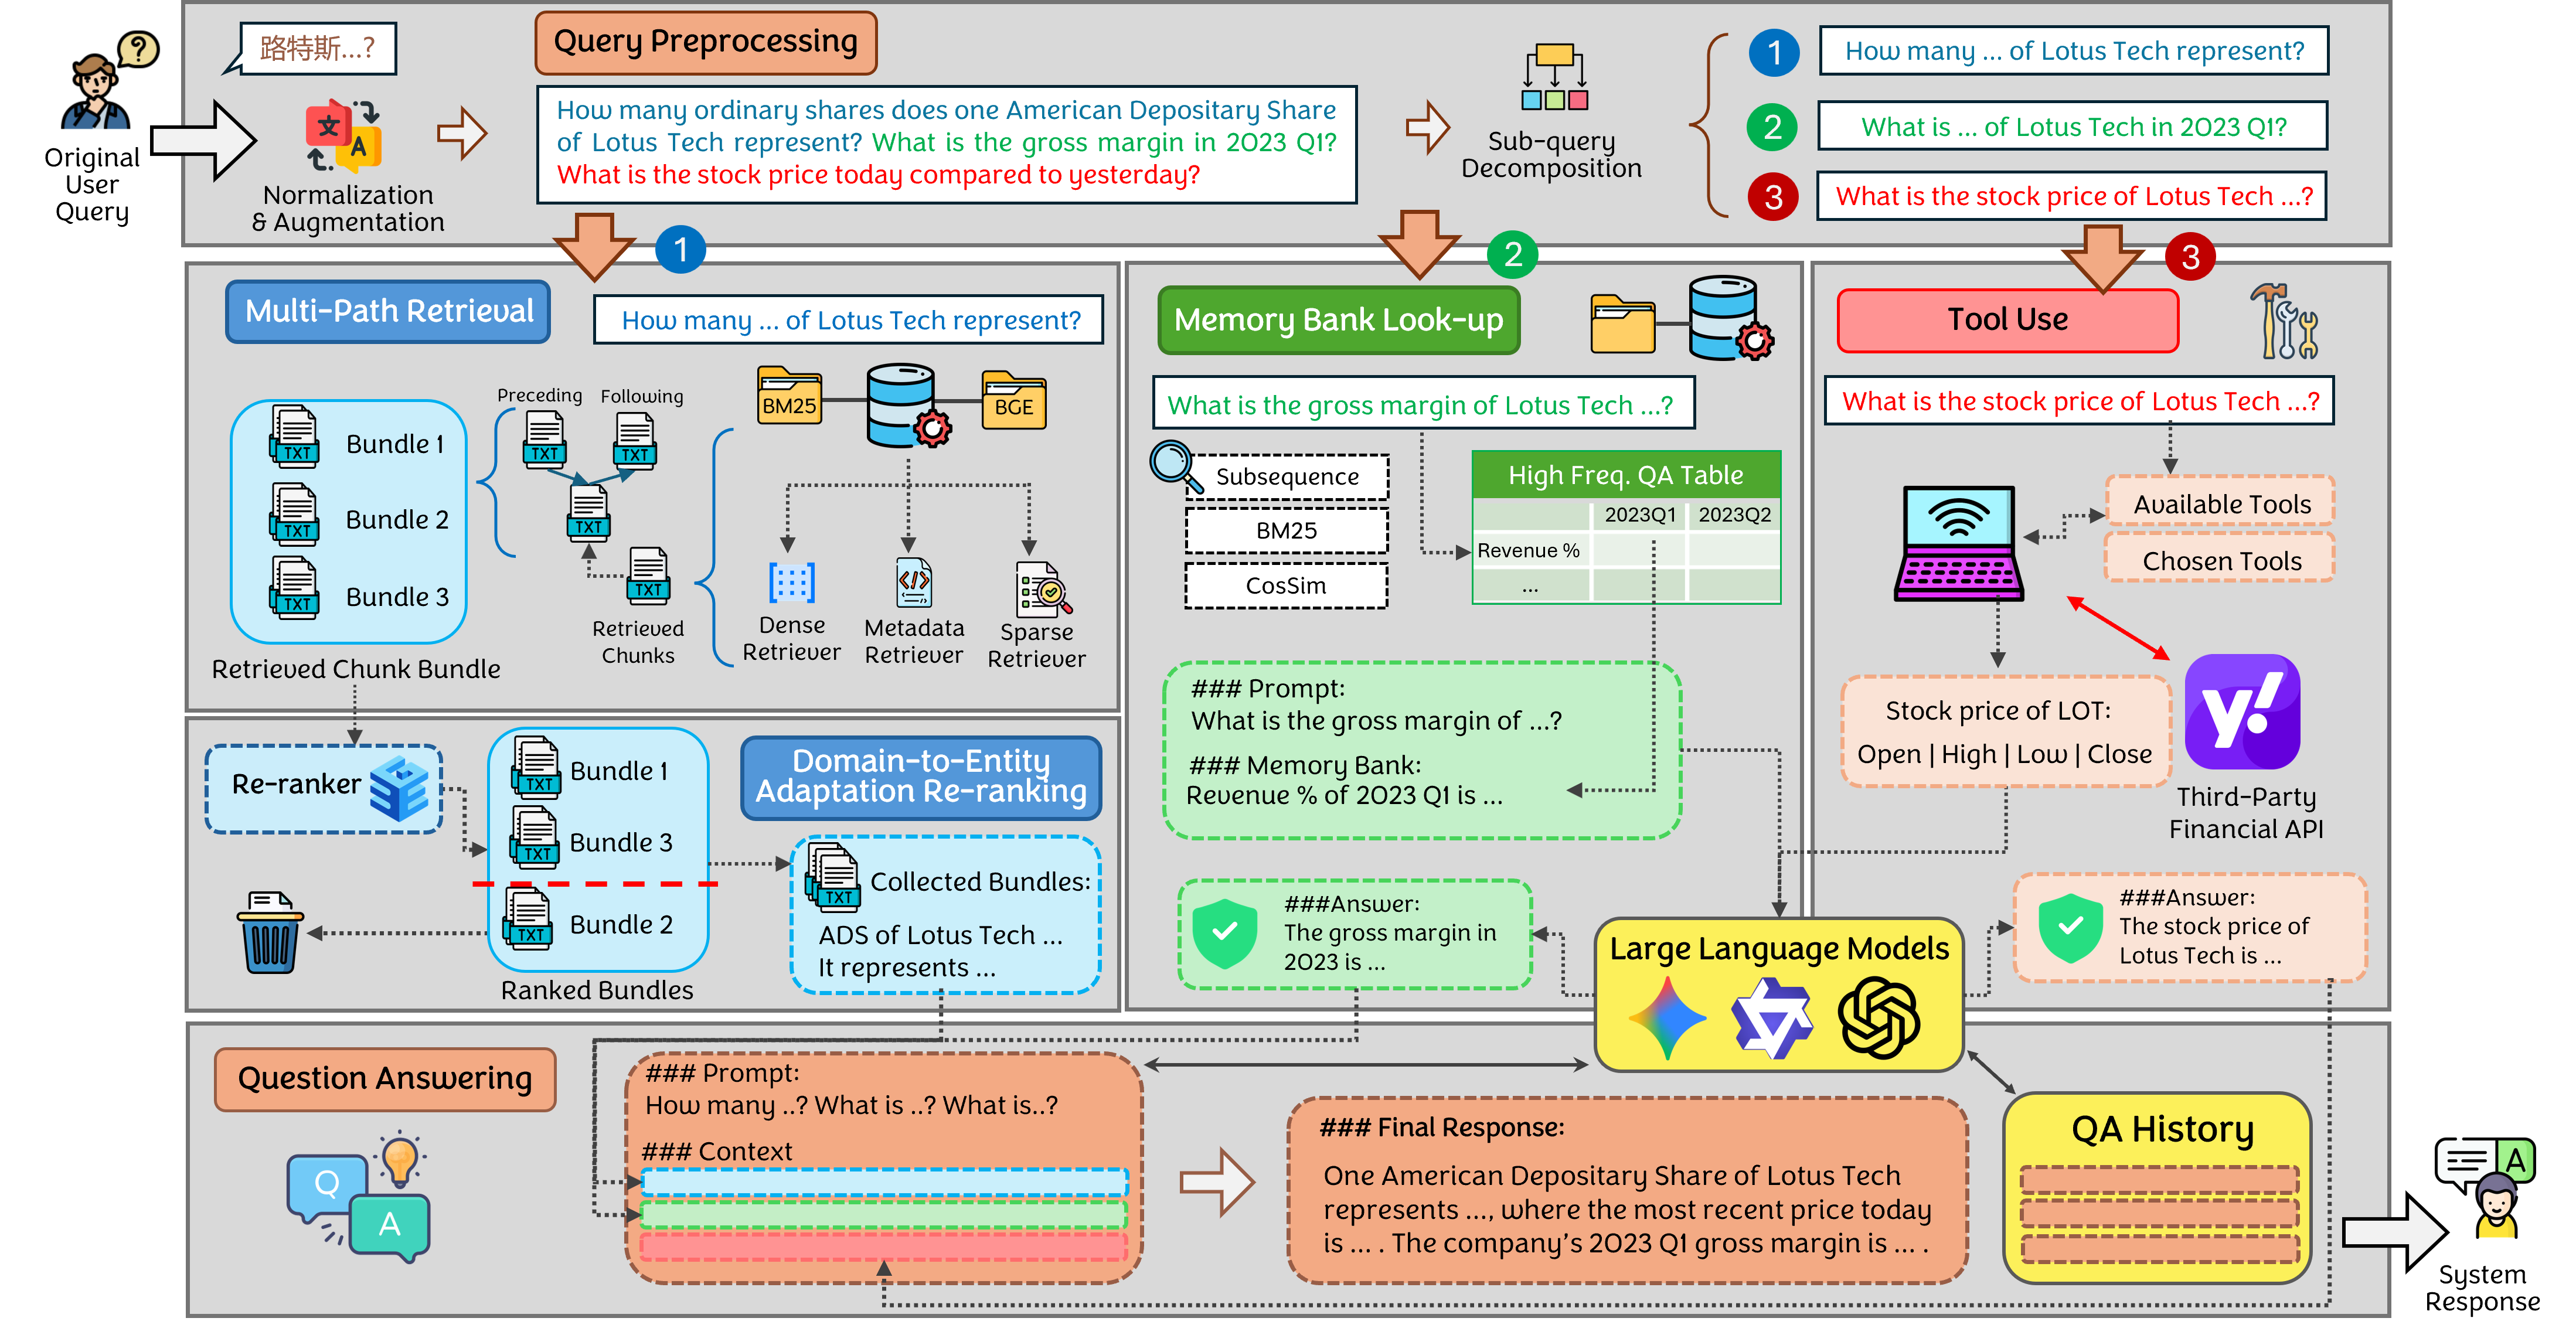 Original
User
Query
路特斯...?
Normalization
& Augmentation
Query Preprocessing
How many ordinary shares does one American Depositary Share
of Lotus Tech represent? What is the gross margin in 2023 Q1?
What is the stock price today compared to yesterday?
Sub-query
Decomposition
1
How many ... of Lotus Tech represent?
2
What is ... of Lotus Tech in 2023 Q1?
3
What is the stock price of Lotus Tech ...?
1
2
3
Multi-Path Retrieval
How many ... of Lotus Tech represent?
Bundle 1
Bundle 2
Bundle 3
TXT
TXT
TXT
Retrieved Chunk Bundle
Preceding
Following
TXT
TXT
TXT
TXT
Retrieved
Chunks
BM25
BGE
Dense
Retriever
Metadata
Retriever
Sparse
Retriever
Re-ranker
TXT
Bundle 1
TXT
Bundle 3
TXT
Bundle 2
Ranked Bundles
Domain-to-Entity
Adaptation Re-ranking
TXT
Collected Bundles:
ADS of Lotus Tech ...
It represents ...
Memory Bank Look-up
What is the gross margin of Lotus Tech ...?
Subsequence
BM25
CosSim
High Freq. QA Table
2023Q1
2023Q2
Revenue %
...
### Prompt:
What is the gross margin of ...?
### Memory Bank:
Revenue % of 2023 Q1 is ...
###Answer:
The gross margin in
2023 is ...
Tool Use
What is the stock price of Lotus Tech ...?
Available Tools
Chosen Tools
Stock price of LOT:
Open | High | Low | Close
y!
Third-Party
Financial API
###Answer:
The stock price of
Lotus Tech is ...
Large Language Models
Question Answering
Q
A
### Prompt:
How many ..? What is ..? What is..?
### Context
### Final Response:
One American Depositary Share of Lotus Tech
represents ..., where the most recent price today
is ... . The company's 2023 Q1 gross margin is ... .
QA History
A
System
Response